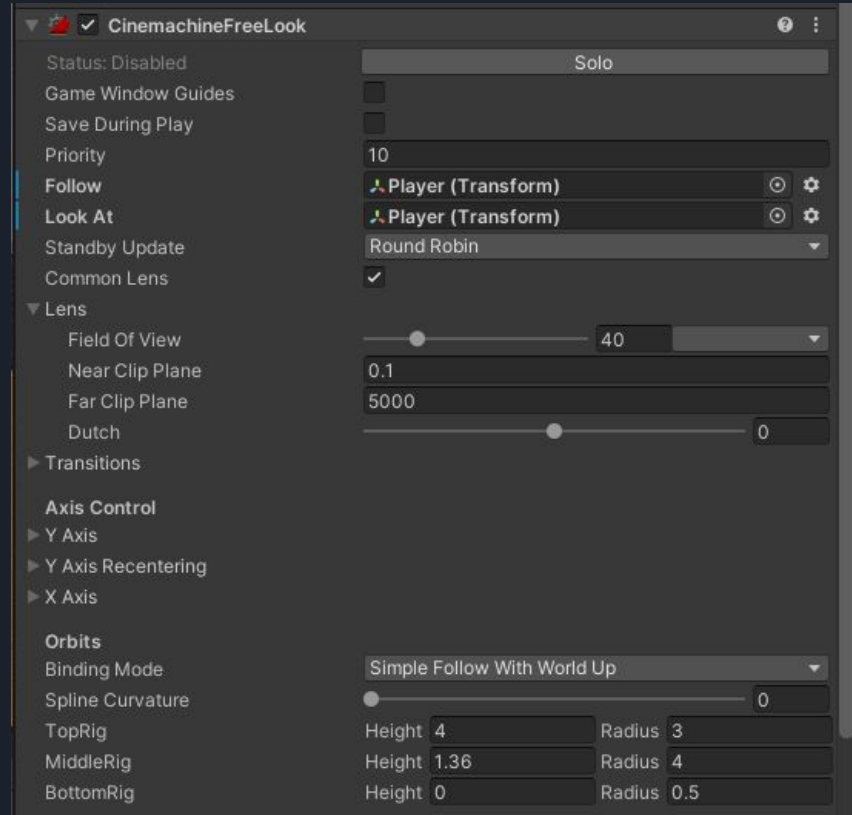 CinemachineFreeLook
Status: Disabled Solo
Game Window Guides
Save During Play
Priority 10
Follow Player (Transform)
Look At Player (Transform)
Standby Update Round Robin
Common Lens
Lens
Field Of View 40
Near Clip Plane 0.1
Far Clip Plane 5000
Dutch 0
Transitions
Axis Control
Y Axis
Y Axis Recentering
X Axis
Orbits
Binding Mode Simple Follow With World Up
Spline Curvature 0
TopRig Height 4 Radius 3
MiddleRig Height 1.36 Radius 4
BottomRig Height 0 Radius 0.5